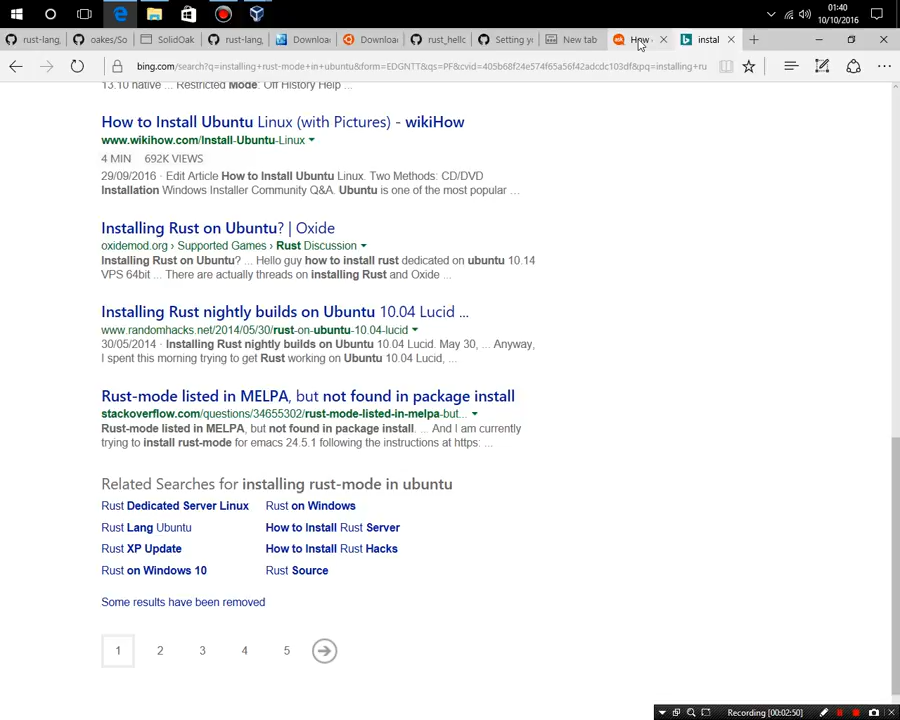 01:40
10/10/2016
rust-lang,
oakes/So
SolidOak
rust-lang,
Downloa
Downloa
rust_hellc
Setting yc
New tab
How
instal
bing.com/search?q=installing+rust-mode+in+ubuntu&form=EDGNTT&qs=PF&cvid=405b68f24e574f65a56f42adcdc103df&pq=installing+ru
13.10 native ... Restricted Mode: Off History Help ...
How to Install Ubuntu Linux (with Pictures) - wikiHow
www.wikihow.com/Install-Ubuntu-Linux
4 MIN 692K VIEWS
29/09/2016 · Edit Article How to Install Ubuntu Linux. Two Methods: CD/DVD
Installation Windows Installer Community Q&A. Ubuntu is one of the most popular ...
Installing Rust on Ubuntu? | Oxide
oxidemod.org › Supported Games › Rust Discussion
Installing Rust on Ubuntu? ... Hello guy how to install rust dedicated on ubuntu 10.14
VPS 64bit ... There are actually threads on installing Rust and Oxide ...
Installing Rust nightly builds on Ubuntu 10.04 Lucid ...
www.randomhacks.net/2014/05/30/rust-on-ubuntu-10.04-lucid
30/05/2014 · Installing Rust nightly builds on Ubuntu 10.04 Lucid. May 30, ... Anyway,
I spent this morning trying to get Rust working on Ubuntu 10.04 Lucid, ...
Rust-mode listed in MELPA, but not found in package install
stackoverflow.com/questions/34655302/rust-mode-listed-in-melpa-but...
Rust-mode listed in MELPA, but not found in package install. ... And I am currently
trying to install rust-mode for emacs 24.5.1 following the instructions at https: ...
Related Searches for installing rust-mode in ubuntu
Rust Dedicated Server Linux
Rust on Windows
Rust Lang Ubuntu
How to Install Rust Server
Rust XP Update
How to Install Rust Hacks
Rust on Windows 10
Rust Source
Some results have been removed
1 2 3 4 5
Recording [00:02:50]